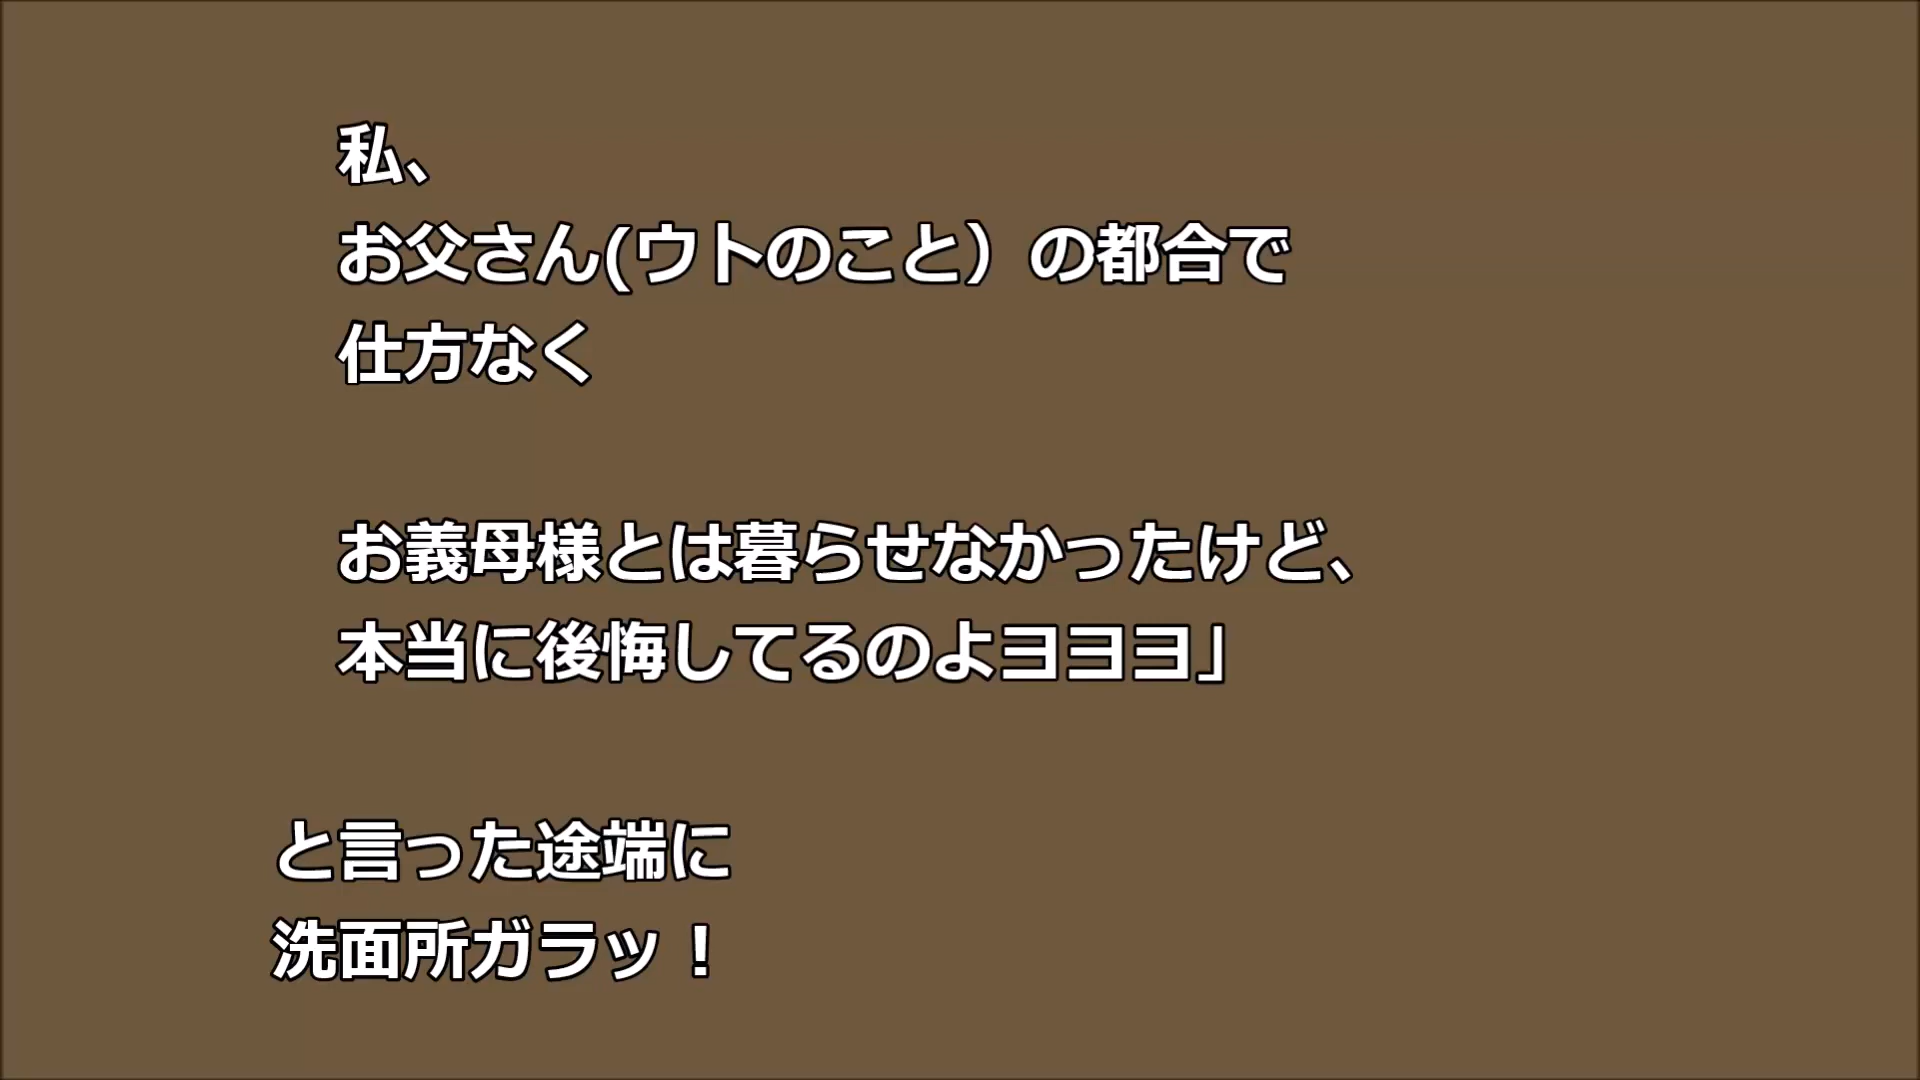 私、
お父さん(ウトのこと）の都合で
仕方なく
お義母様とは暮らせなかったけど、
本当に後悔してるのよヨヨヨ」
と言った途端に
洗面所ガラッ！